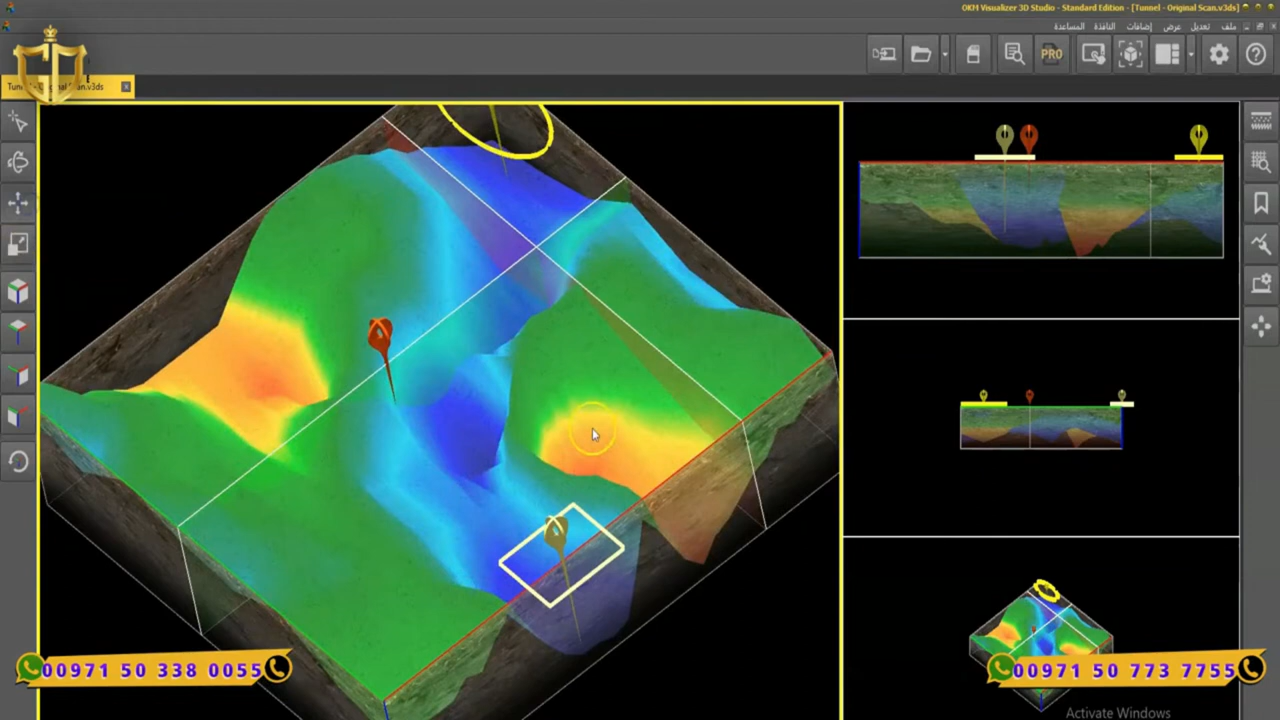 OKM Visualizer 3D Studio - Standard Edition - [Tunnel - Original Scan.v3ds]
ملف تعديل عرض إضافات النافذة المساعدة
PRO
00971 50 338 0055
00971 50 773 7755
Activate Windows